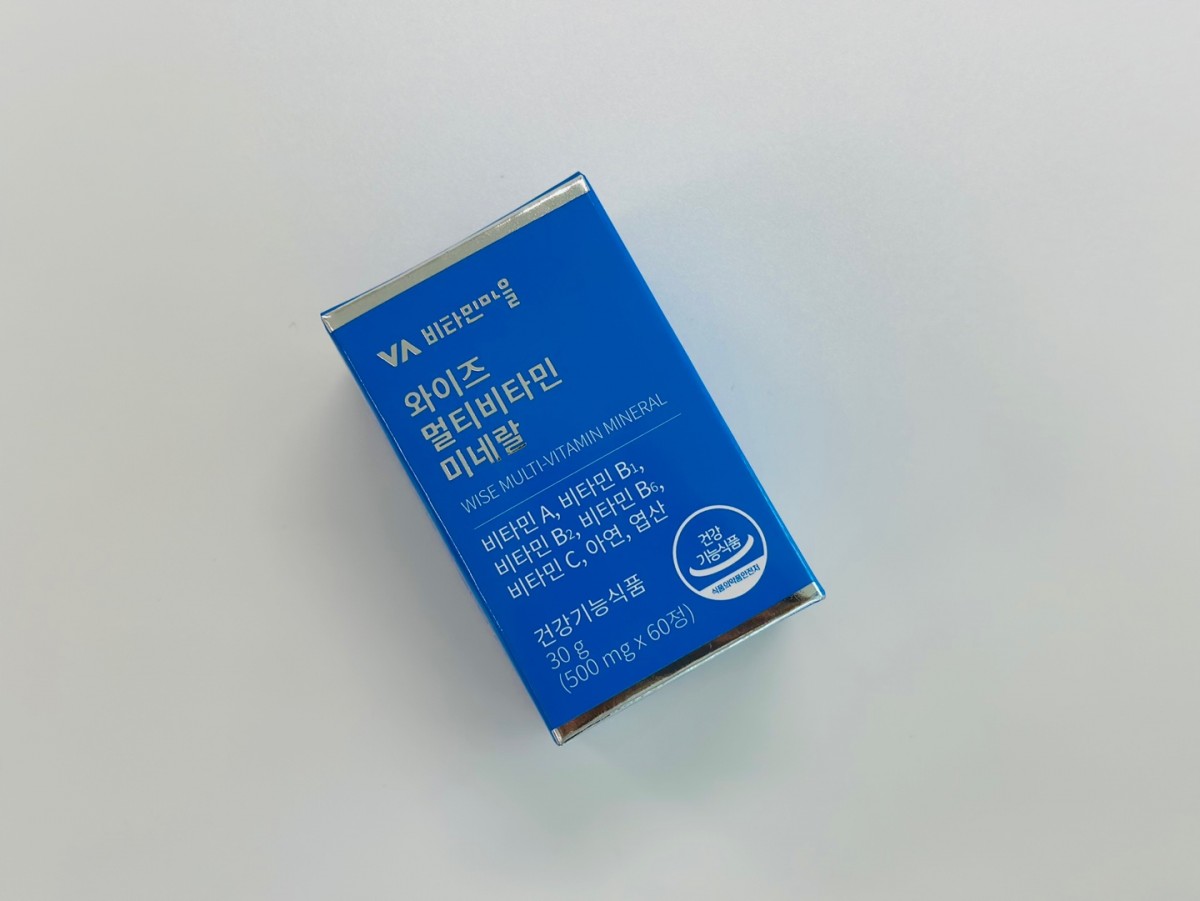 VA 비타민마을
와이즈
멀티비타민
미네랄
WISE MULTI-VITAMIN MINERAL
비타민 A, 비타민 B1,
비타민 B2, 비타민 B6,
비타민 C, 아연, 엽산
건강
기능식품
식품의약품안전처
건강기능식품
30 g
(500 mg x 60정)